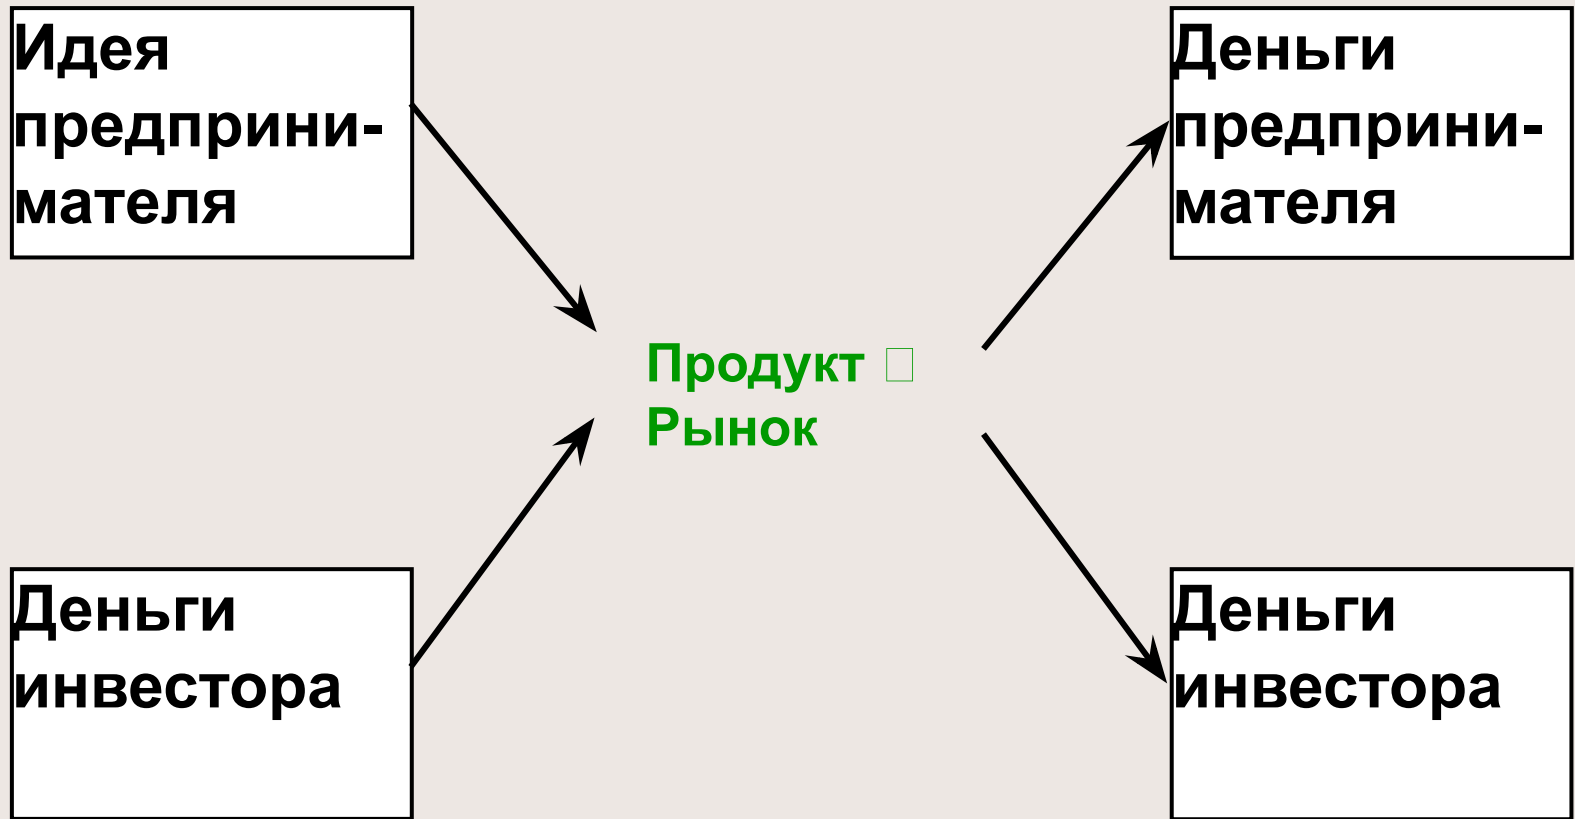 Идея
предприни-
мателя
Деньги
предприни-
мателя
Продукт □
Рынок
Деньги
инвестора
Деньги
инвестора